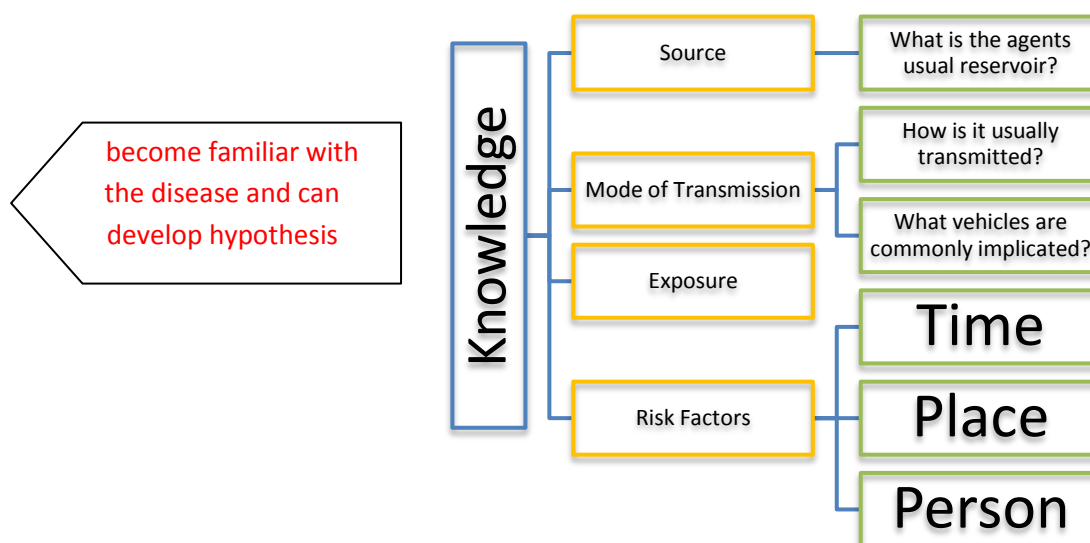 become familiar with
the disease and can
develop hypothesis
Knowledge
Source
What is the agents
usual reservoir?
Mode of Transmission
How is it usually
transmitted?
What vehicles are
commonly implicated?
Exposure
Risk Factors
Time
Place
Person